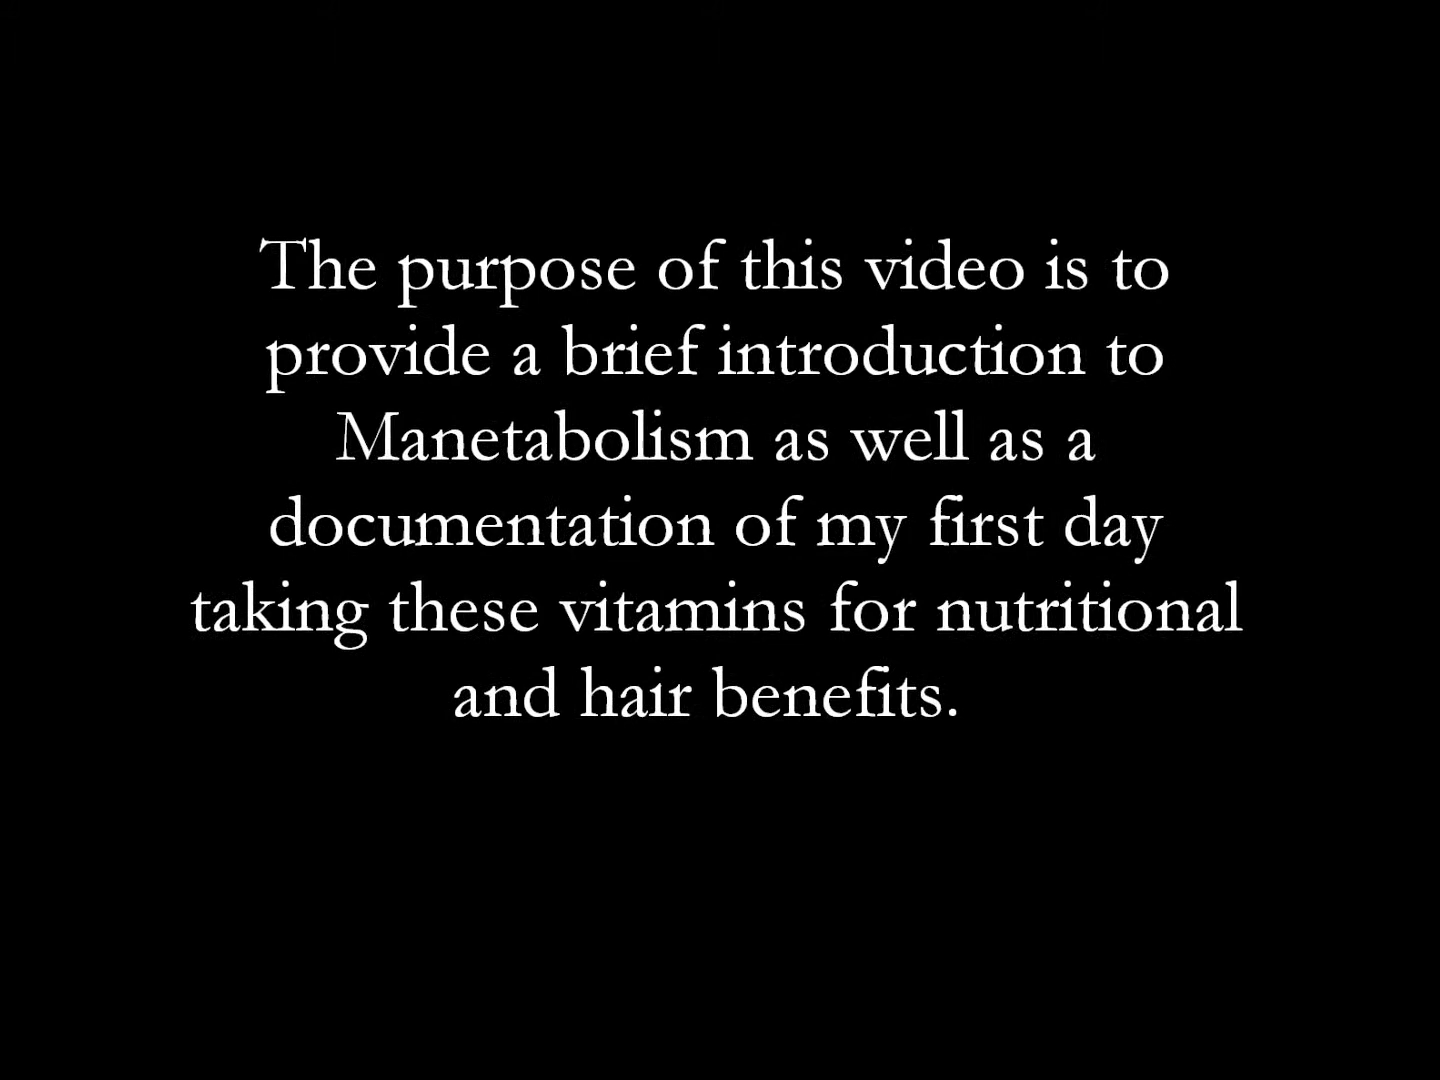 The purpose of this video is to
provide a brief introduction to
Manetabolism as well as a
documentation of my first day
taking these vitamins for nutritional
and hair benefits.